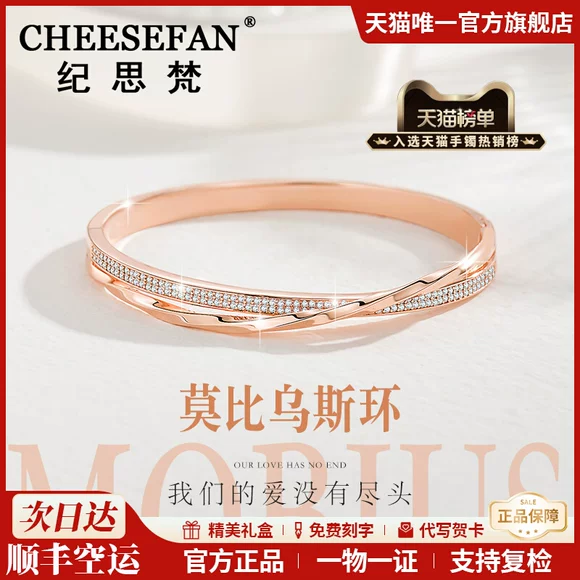 CHEESEFAN®
纪思梵
天猫唯一官方旗舰店
天猫榜单
入选天猫手镯热销榜
莫比乌斯环
MOBIUS
OUR LOVE HAS NO END
我们的爱没有尽头
次日达
顺丰空运
精美礼盒
免费刻字
代写贺卡
正品保障
官方正品
一物一证
支持复检